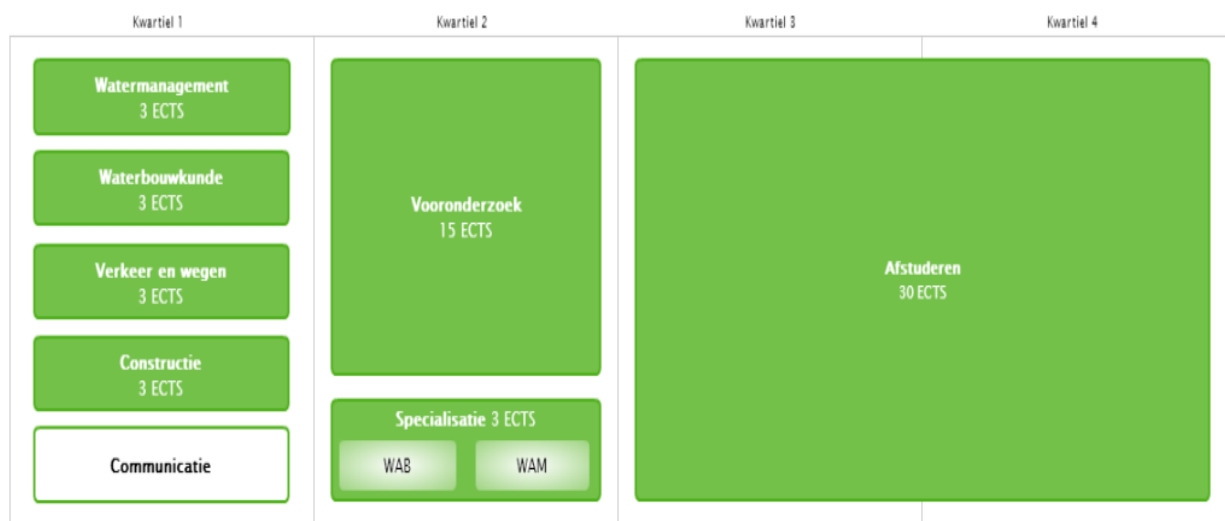 Kwartiel 1
Kwartiel 2
Kwartiel 3
Kwartiel 4
Watermanagement
3 ECTS
Waterbouwkunde
3 ECTS
Verkeer en wegen
3 ECTS
Constructie
3 ECTS
Communicatie
Vooronderzoek
15 ECTS
Specialisatie 3 ECTS
WAB
WAM
Afstuderen
30 ECTS